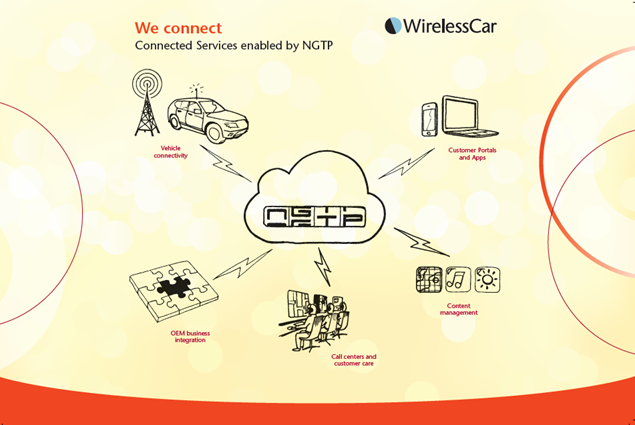 We connect
Connected Services enabled by NGTP
WirelessCar
Vehicle
connectivity
Customer Portals
and Apps
NGTP
OEM business
integration
Call centers and
customer care
Content
management